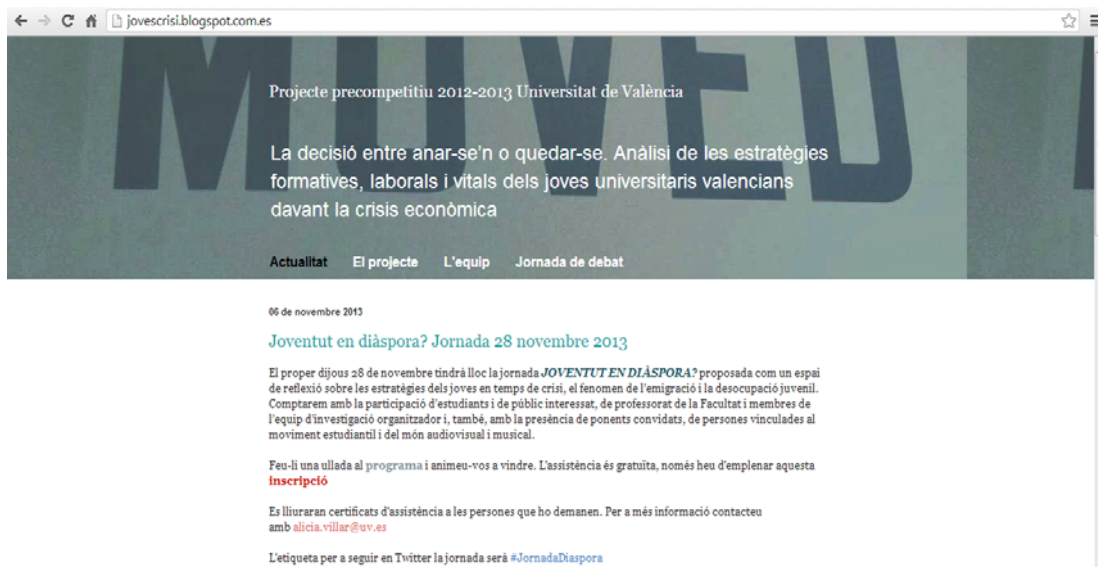 jovescrisi.blogspot.com.es
MOVED
Projecte precompetitiu 2012-2013 Universitat de València
La decisió entre anar-se'n o quedar-se. Anàlisi de les estratègies
formatives, laborals i vitals dels joves universitaris valencians
davant la crisis econòmica
Actualitat El projecte L'equip Jornada de debat
06 de novembre 2013
Joventut en diàspora? Jornada 28 novembre 2013
El proper dijous 28 de novembre tindrà lloc la jornada JOVENTUT EN DIÀSPORA? proposada com un espai
de reflexió sobre les estratègies dels joves en temps de crisi, el fenomen de l'emigració i la desocupació juvenil.
Comptarem amb la participació d'estudiants i de públic interessat, de professorat de la Facultat i membres de
l'equip d'investigació organitzador i, també, amb la presència de ponents convidats, de persones vinculades al
moviment estudiantil i del món audiovisual i musical.
Feu-li una ullada al programa i animeu-vos a vindre. L'assistència és gratuïta, només heu d'emplenar aquesta
inscripció
Es lliuraran certificats d'assistència a les persones que ho demanen. Per a més informació contacteu
amb alicia.villar@uv.es
L'etiqueta per a seguir en Twitter la jornada serà #JornadaDiaspora